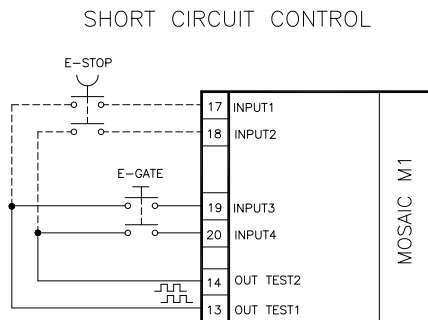 SHORT CIRCUIT CONTROL
E-STOP
17 INPUT1
18 INPUT2
E-GATE
19 INPUT3
20 INPUT4
14 OUT TEST2
13 OUT TEST1
MOSAIC M1